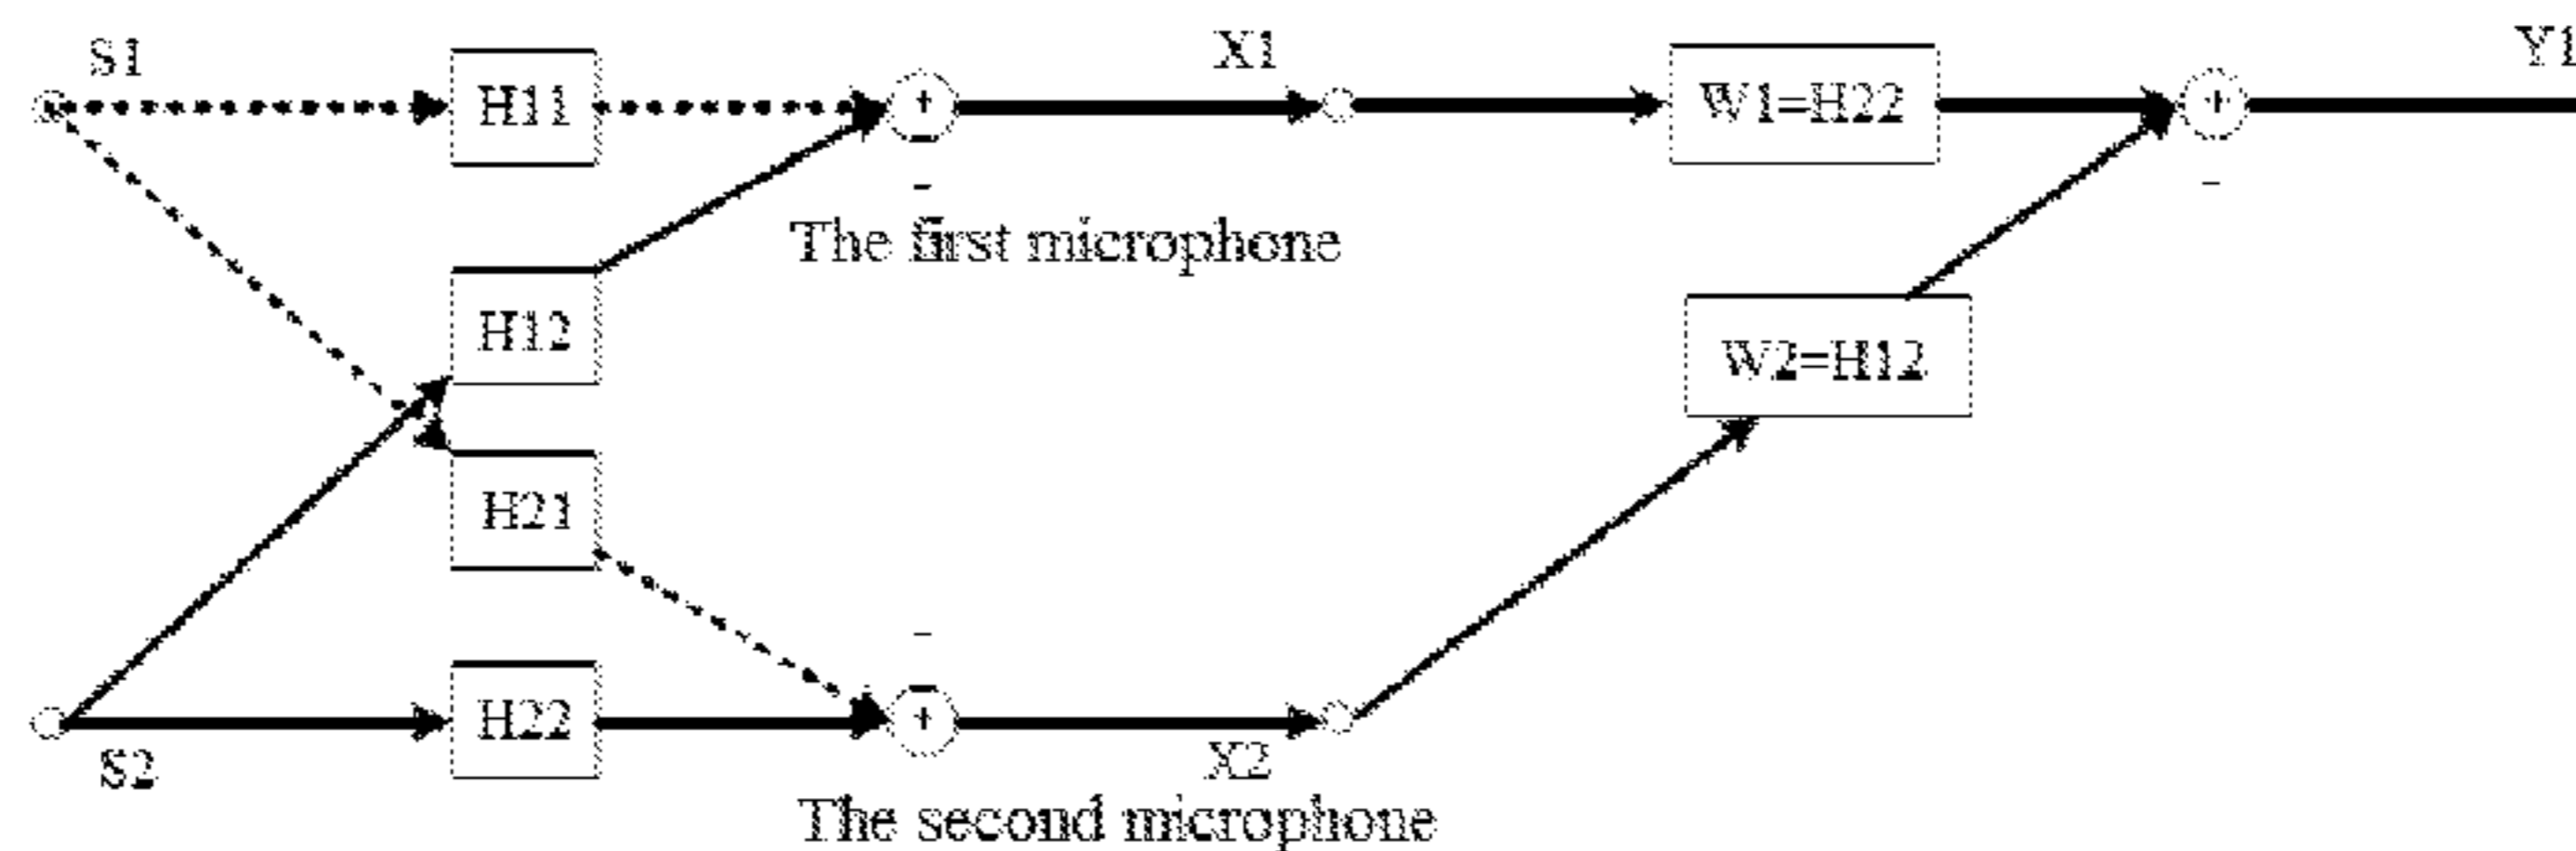 S1
X1
Y1
H11
+
W1=H22
+
-
-
The first microphone
H12
W2=H12
H21
-
H22
+
S2
X2
The second microphone